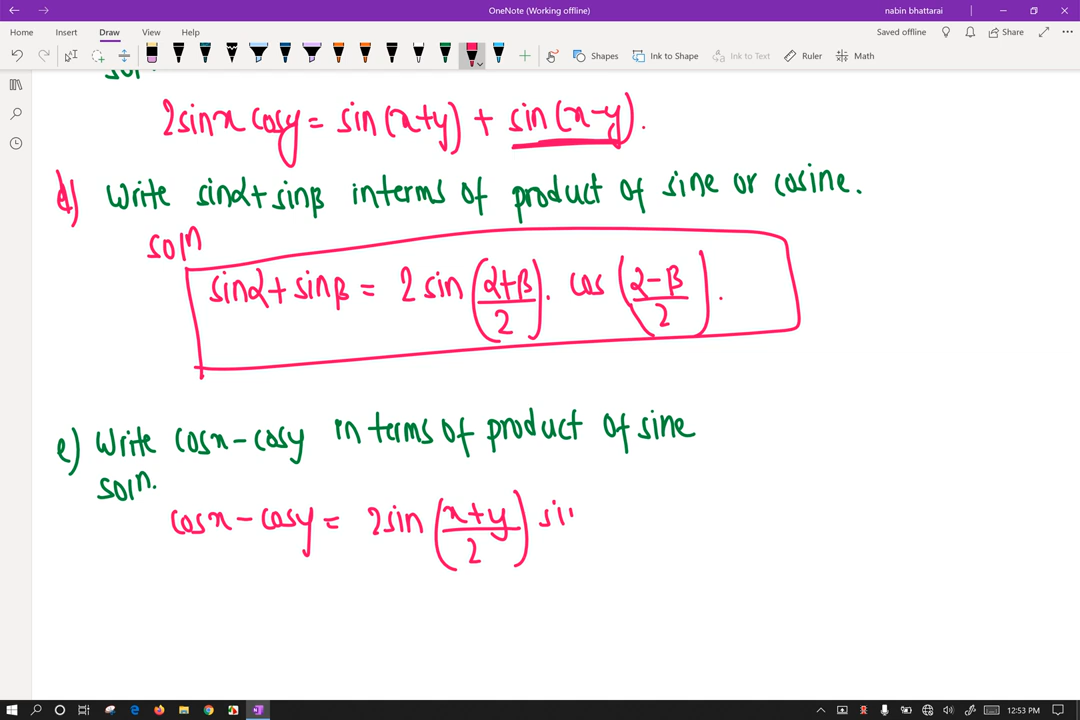 OneNote (Working offline)
nabin bhattarai
Home Insert Draw View Help
Saved offline Share
Shapes Ink to Shape Ink to Text Ruler Math
soln
2sinx cosy = sin(x+y) + sin(x-y).
d) Write sinα+sinβ interms of product of sine or cosine.
soln
sinα+sinβ = 2 sin (α+β/2). cos (α-β/2).
e) Write cosx-cosy in terms of product of sine
soln.
cosx-cosy = 2sin (x+y/2) si
12:53 PM